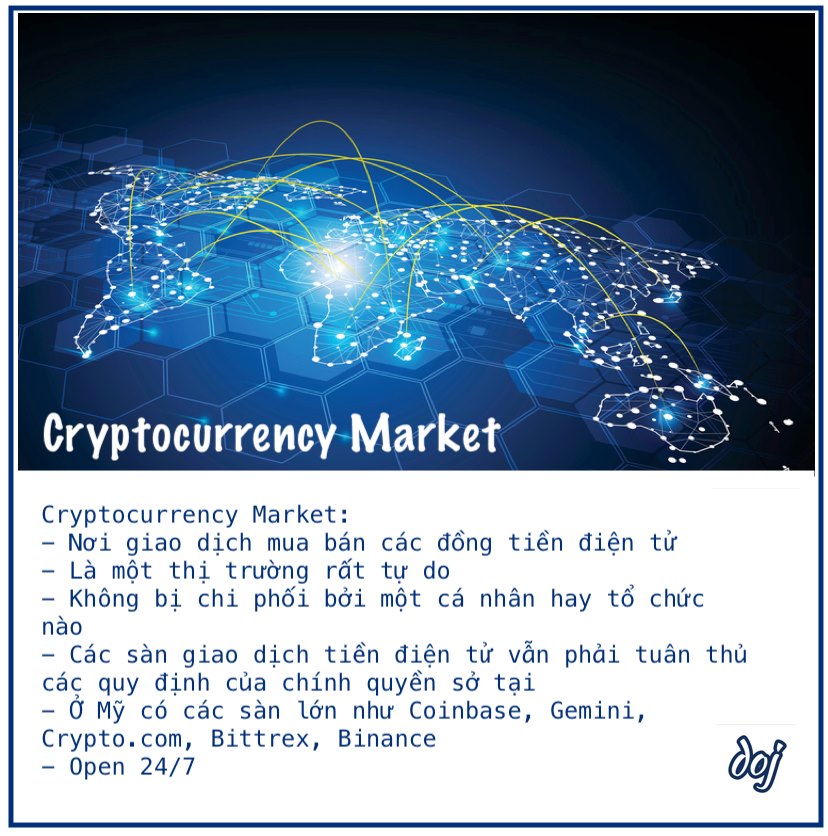 Cryptocurrency Market
Cryptocurrency Market:
– Nơi giao dịch mua bán các đồng tiền điện tử
– Là một thị trường rất tự do
– Không bị chi phối bởi một cá nhân hay tổ chức
nào
– Các sàn giao dịch tiền điện tử vẫn phải tuân thủ
các quy định của chính quyền sở tại
– Ở Mỹ có các sàn lớn như Coinbase, Gemini,
Crypto.com, Bittrex, Binance
– Open 24/7
doj